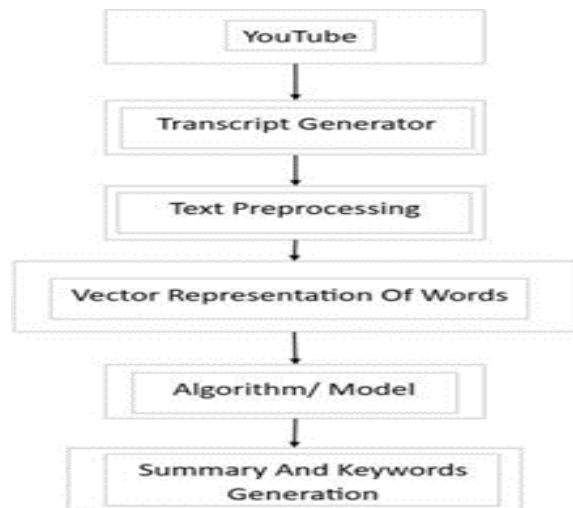 YouTube
Transcript Generator
Text Preprocessing
Vector Representation Of Words
Algorithm/ Model
Summary And Keywords
Generation